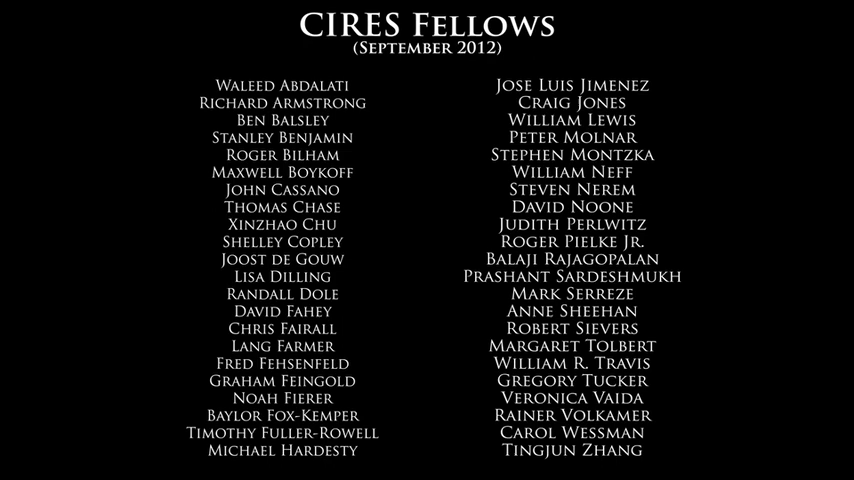 CIRES Fellows
(September 2012)
Waleed Abdalati
Richard Armstrong
Ben Balsley
Stanley Benjamin
Roger Bilham
Maxwell Boykoff
John Cassano
Thomas Chase
Xinzhao Chu
Shelley Copley
Joost de Gouw
Lisa Dilling
Randall Dole
David Fahey
Chris Fairall
Lang Farmer
Fred Fehsenfeld
Graham Feingold
Noah Fierer
Baylor Fox-Kemper
Timothy Fuller-Rowell
Michael Hardesty
Jose Luis Jimenez
Craig Jones
William Lewis
Peter Molnar
Stephen Montzka
William Neff
Steven Nerem
David Noone
Judith Perlwitz
Roger Pielke Jr.
Balaji Rajagopalan
Prashant Sardeshmukh
Mark Serreze
Anne Sheehan
Robert Sievers
Margaret Tolbert
William R. Travis
Gregory Tucker
Veronica Vaida
Rainer Volkamer
Carol Wessman
Tingjun Zhang